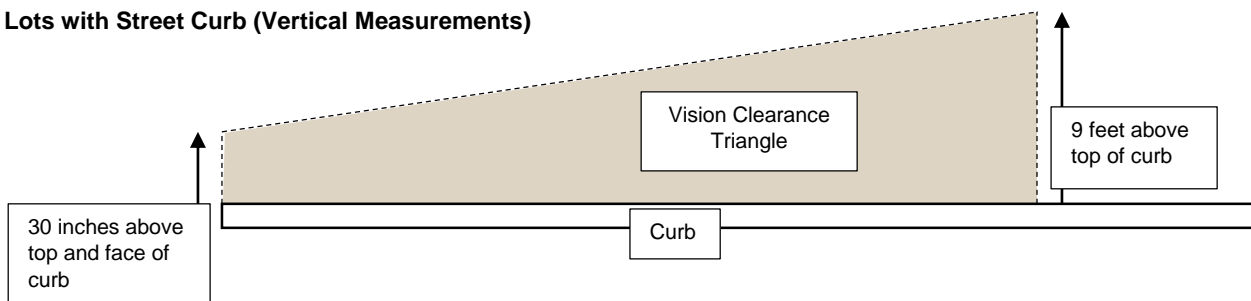 Lots with Street Curb (Vertical Measurements)
Vision Clearance
Triangle
9 feet above
top of curb
30 inches above
top and face of
curb
Curb